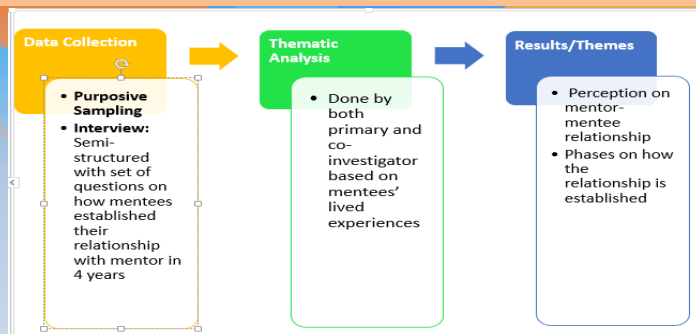 Data Collection
• Purposive
Sampling
• Interview:
Semi-
structured
with set of
questions on
how mentees
established
their
relationship
with mentor in
4 years
Thematic
Analysis
• Done by
both
primary and
co-
investigator
based on
mentees’
lived
experiences
Results/Themes
• Perception on
mentor-
mentee
relationship
• Phases on how
the
relationship is
established